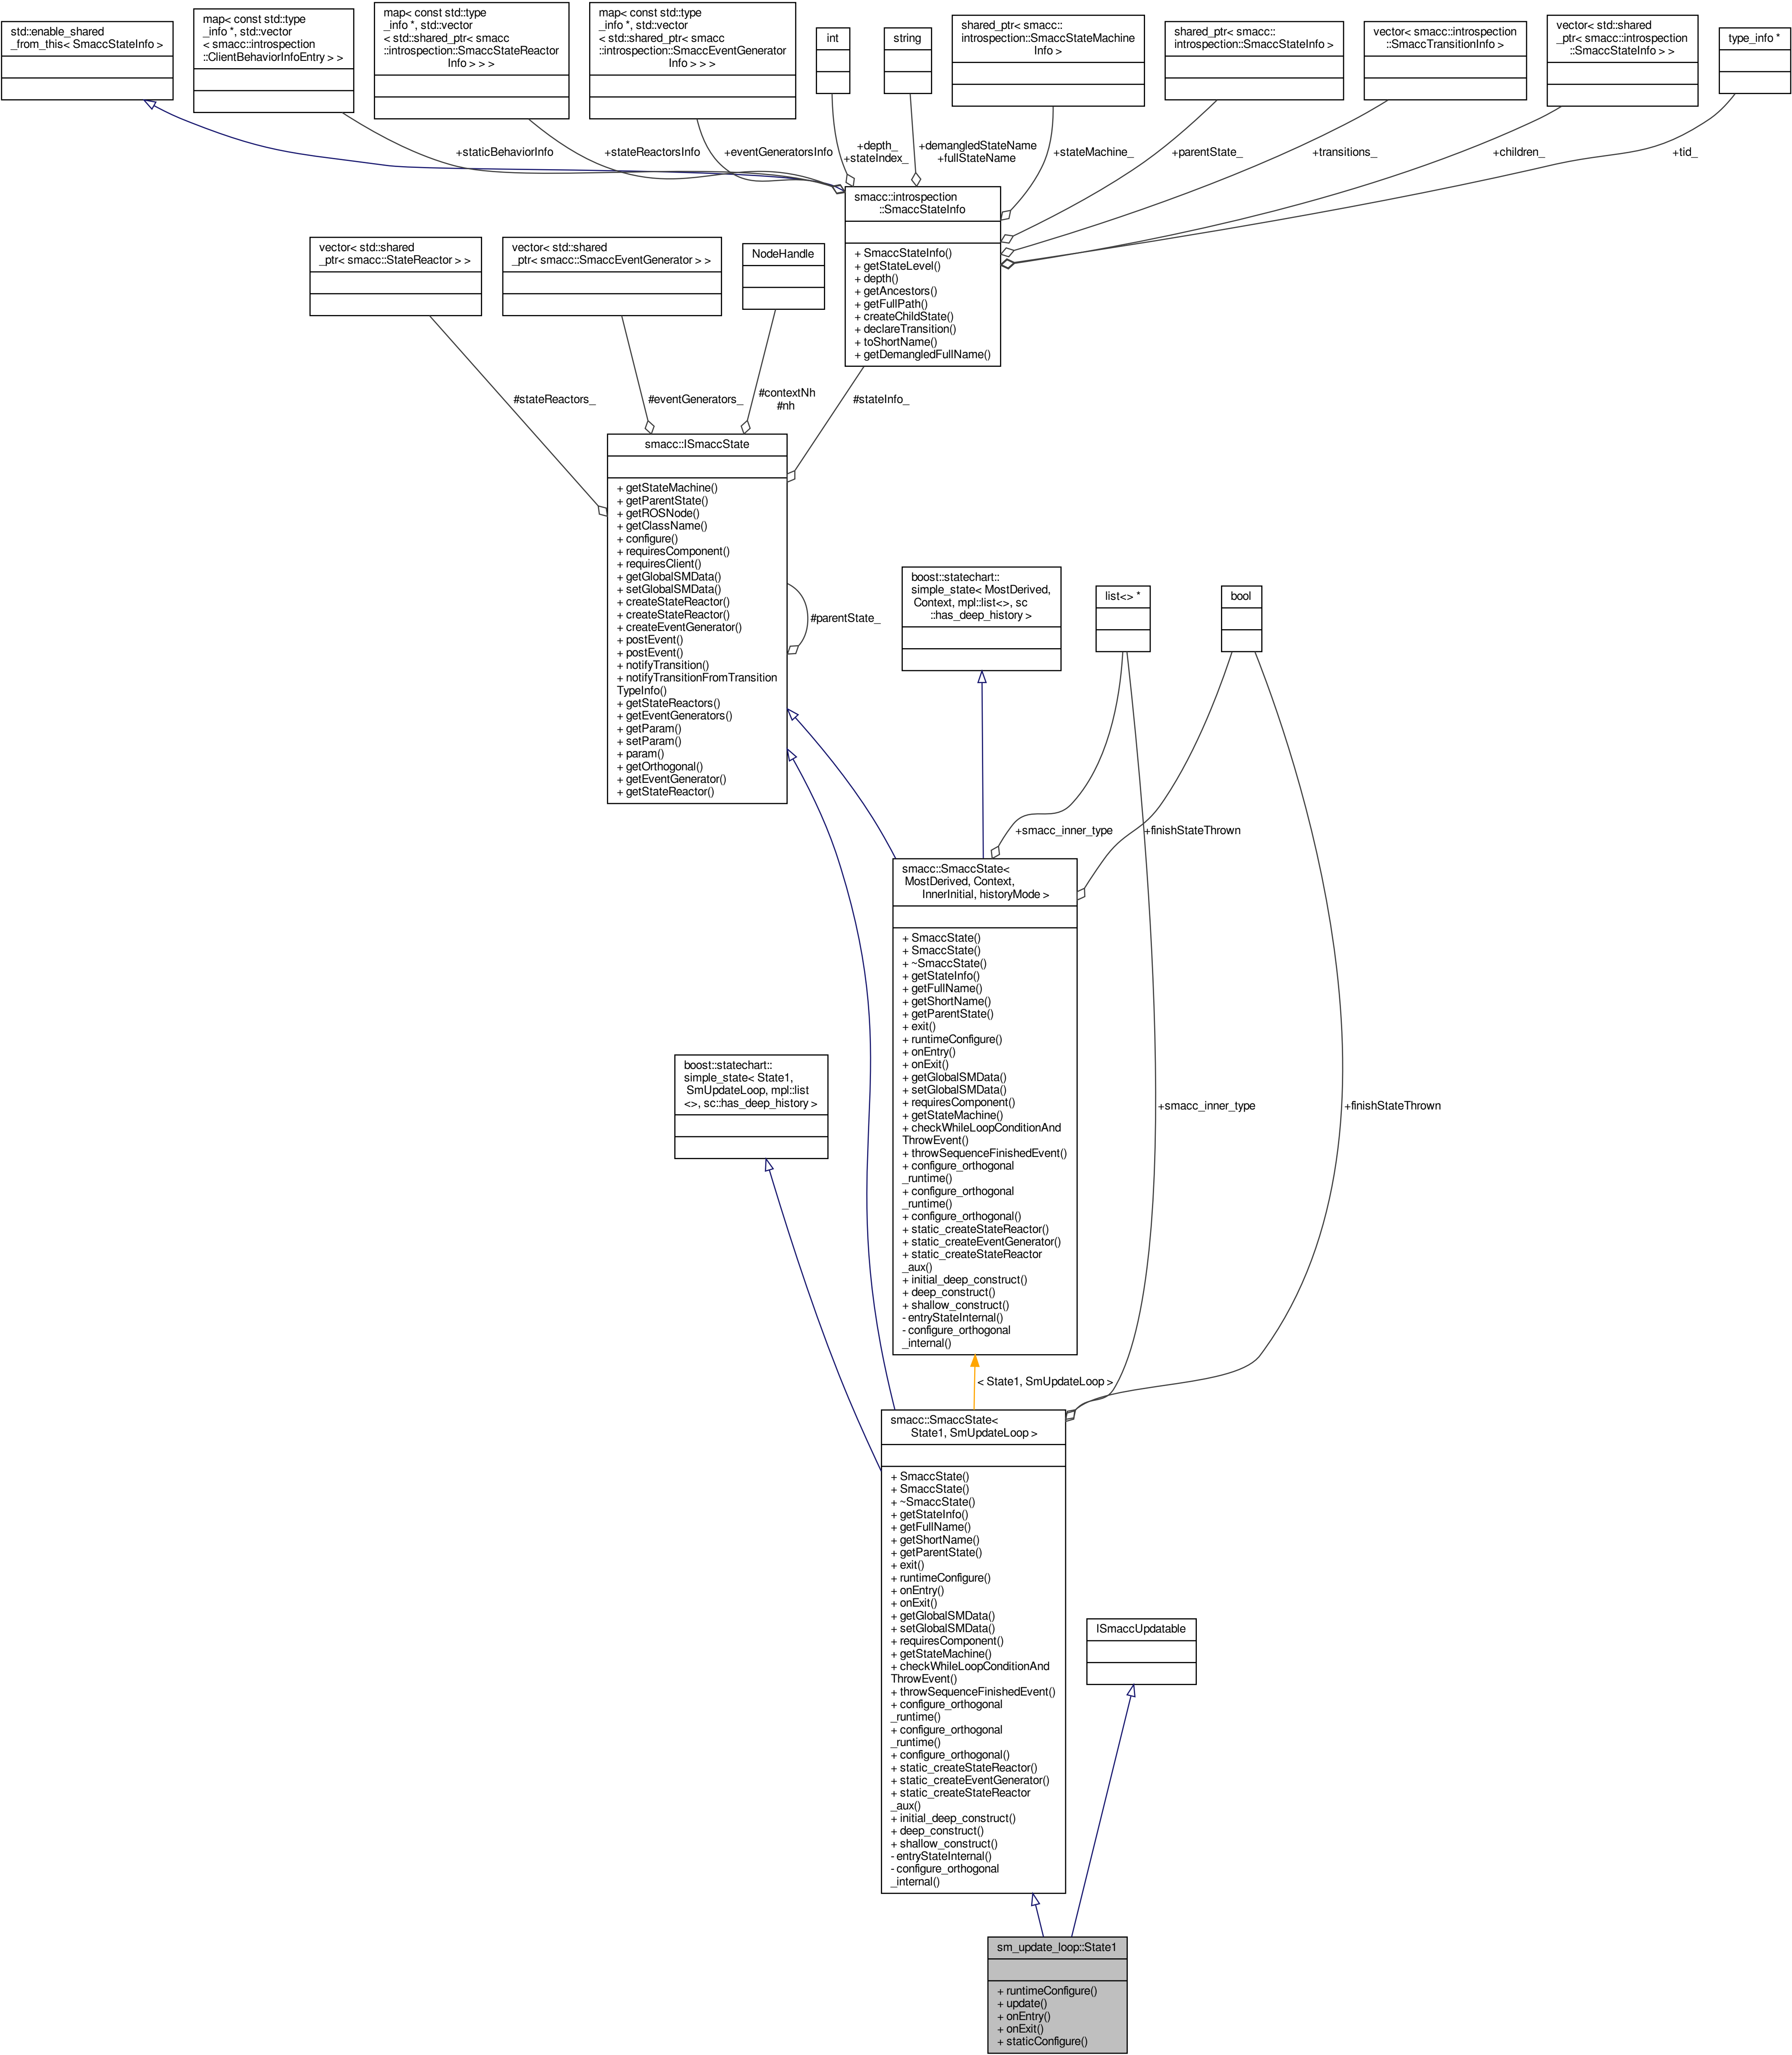 std::enable_shared
_from_this< SmaccStateInfo >
map< const std::type
_info *, std::vector
< smacc::introspection
::ClientBehaviorInfoEntry > >
map< const std::type
_info *, std::vector
< std::shared_ptr< smacc
::introspection::SmaccStateReactor
Info > > >
map< const std::type
_info *, std::vector
< std::shared_ptr< smacc
::introspection::SmaccEventGenerator
Info > > >
int
string
shared_ptr< smacc::
introspection::SmaccStateMachine
Info >
shared_ptr< smacc::
introspection::SmaccStateInfo >
vector< smacc::introspection
::SmaccTransitionInfo >
vector< std::shared
_ptr< smacc::introspection
::SmaccStateInfo > >
type_info *
+staticBehaviorInfo
+stateReactorsInfo
+eventGeneratorsInfo
+depth_
+stateIndex_
+demangledStateName
+fullStateName
+stateMachine_
+parentState_
+transitions_
+children_
+tid_
smacc::introspection
::SmaccStateInfo
+ SmaccStateInfo()
+ getStateLevel()
+ depth()
+ getAncestors()
+ getFullPath()
+ createChildState()
+ declareTransition()
+ toShortName()
+ getDemangledFullName()
vector< std::shared
_ptr< smacc::StateReactor > >
vector< std::shared
_ptr< smacc::SmaccEventGenerator > >
NodeHandle
#stateReactors_
#eventGenerators_
#contextNh
#nh
#stateInfo_
smacc::ISmaccState
+ getStateMachine()
+ getParentState()
+ getROSNode()
+ getClassName()
+ configure()
+ requiresComponent()
+ requiresClient()
+ getGlobalSMData()
+ setGlobalSMData()
+ createStateReactor()
+ createStateReactor()
+ createEventGenerator()
+ postEvent()
+ postEvent()
+ notifyTransition()
+ notifyTransitionFromTransition
TypeInfo()
+ getStateReactors()
+ getEventGenerators()
+ getParam()
+ setParam()
+ param()
+ getOrthogonal()
+ getEventGenerator()
+ getStateReactor()
#parentState_
boost::statechart::
simple_state< MostDerived,
Context, mpl::list<>, sc
::has_deep_history >
list<> *
bool
+smacc_inner_type
+finishStateThrown
smacc::SmaccState<
MostDerived, Context,
InnerInitial, historyMode >
+ SmaccState()
+ SmaccState()
+ ~SmaccState()
+ getStateInfo()
+ getFullName()
+ getShortName()
+ getParentState()
+ exit()
+ runtimeConfigure()
+ onEntry()
+ onExit()
+ getGlobalSMData()
+ setGlobalSMData()
+ requiresComponent()
+ getStateMachine()
+ checkWhileLoopConditionAnd
ThrowEvent()
+ throwSequenceFinishedEvent()
+ configure_orthogonal
_runtime()
+ configure_orthogonal
_runtime()
+ configure_orthogonal()
+ static_createStateReactor()
+ static_createEventGenerator()
+ static_createStateReactor
_aux()
+ initial_deep_construct()
+ deep_construct()
+ shallow_construct()
- entryStateInternal()
- configure_orthogonal
_internal()
boost::statechart::
simple_state< State1,
SmUpdateLoop, mpl::list
<>, sc::has_deep_history >
+smacc_inner_type
+finishStateThrown
< State1, SmUpdateLoop >
smacc::SmaccState<
State1, SmUpdateLoop >
+ SmaccState()
+ SmaccState()
+ ~SmaccState()
+ getStateInfo()
+ getFullName()
+ getShortName()
+ getParentState()
+ exit()
+ runtimeConfigure()
+ onEntry()
+ onExit()
+ getGlobalSMData()
+ setGlobalSMData()
+ requiresComponent()
+ getStateMachine()
+ checkWhileLoopConditionAnd
ThrowEvent()
+ throwSequenceFinishedEvent()
+ configure_orthogonal
_runtime()
+ configure_orthogonal
_runtime()
+ configure_orthogonal()
+ static_createStateReactor()
+ static_createEventGenerator()
+ static_createStateReactor
_aux()
+ initial_deep_construct()
+ deep_construct()
+ shallow_construct()
- entryStateInternal()
- configure_orthogonal
_internal()
ISmaccUpdatable
sm_update_loop::State1
+ runtimeConfigure()
+ update()
+ onEntry()
+ onExit()
+ staticConfigure()